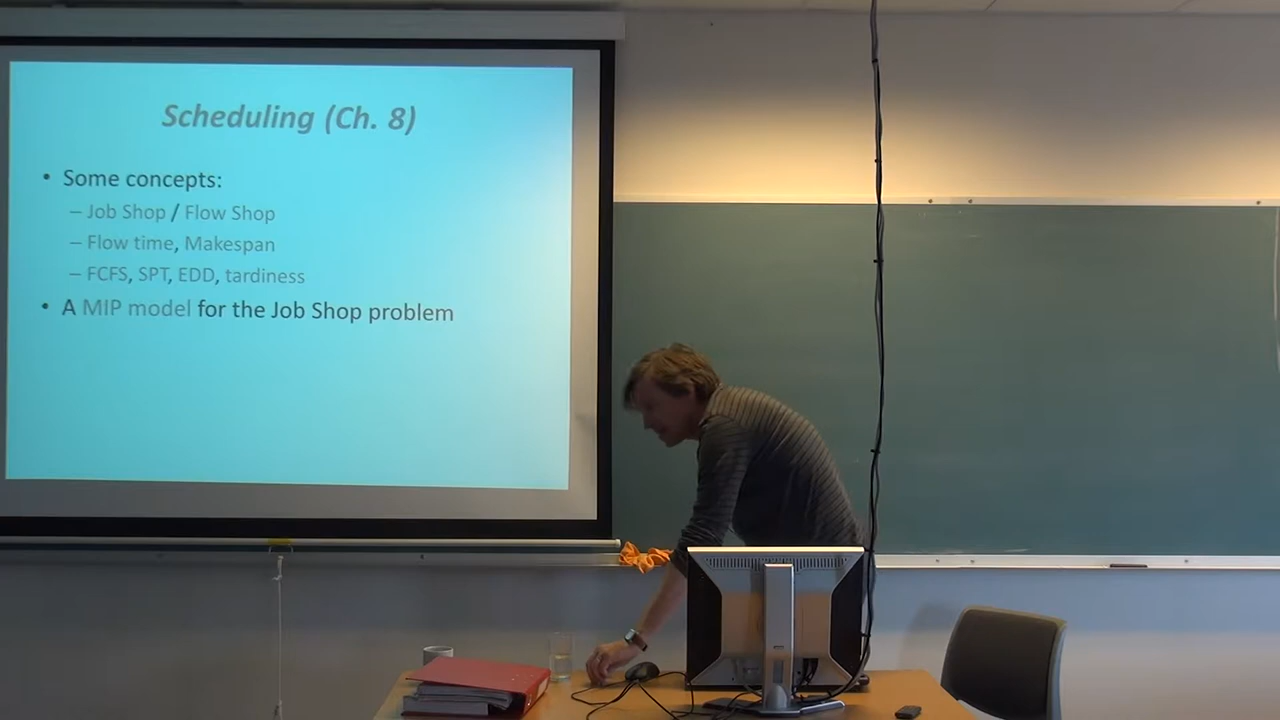 Scheduling (Ch. 8)
• Some concepts:
– Job Shop / Flow Shop
– Flow time, Makespan
– FCFS, SPT, EDD, tardiness
• A MIP model for the Job Shop problem